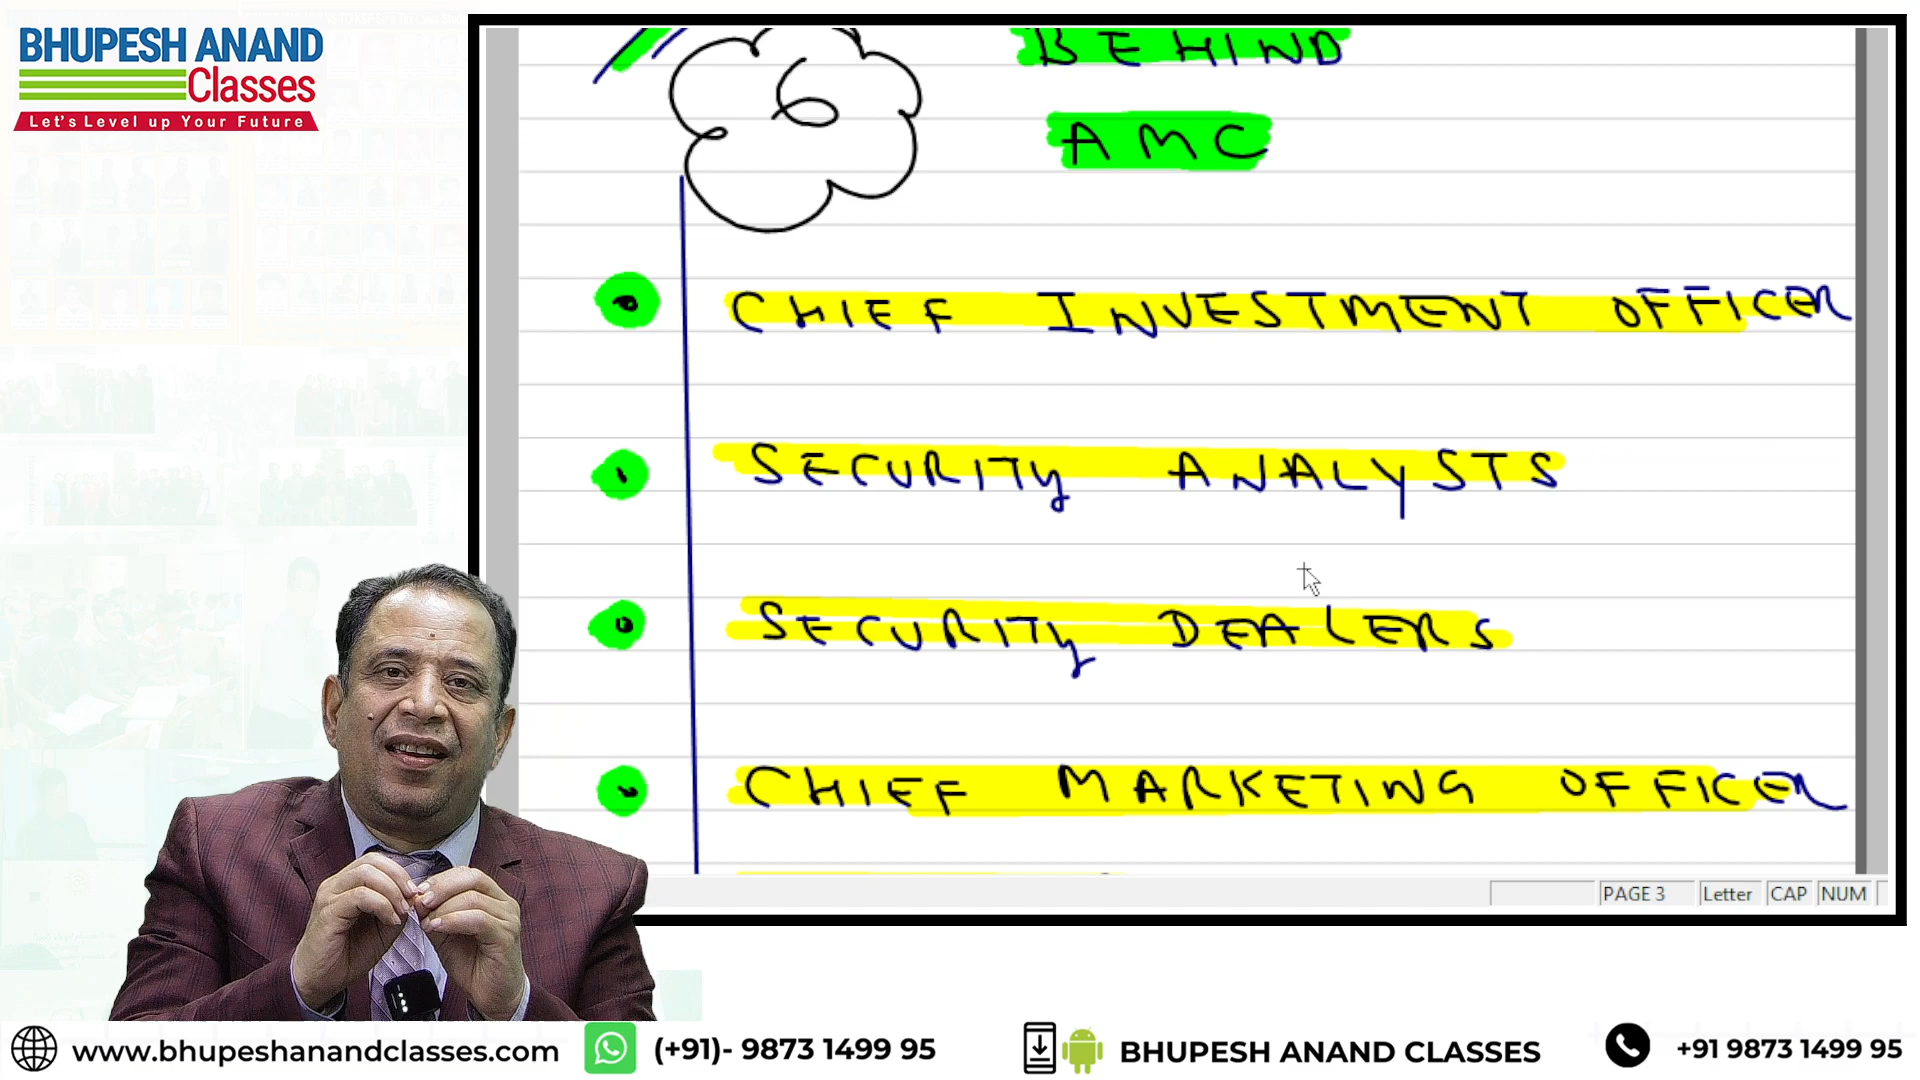 BHUPESH ANAND
Classes
Let's Level up Your Future
BEHIND
6
AMC
CHIEF INVESTMENT OFFICER
SECURITY ANALYSTS
SECURITY DEALERS
CHIEF MARKETING OFFICER
PAGE 3 Letter CAP NUM
www.bhupeshanandclasses.com (+91)- 9873 1499 95 BHUPESH ANAND CLASSES +91 9873 1499 95